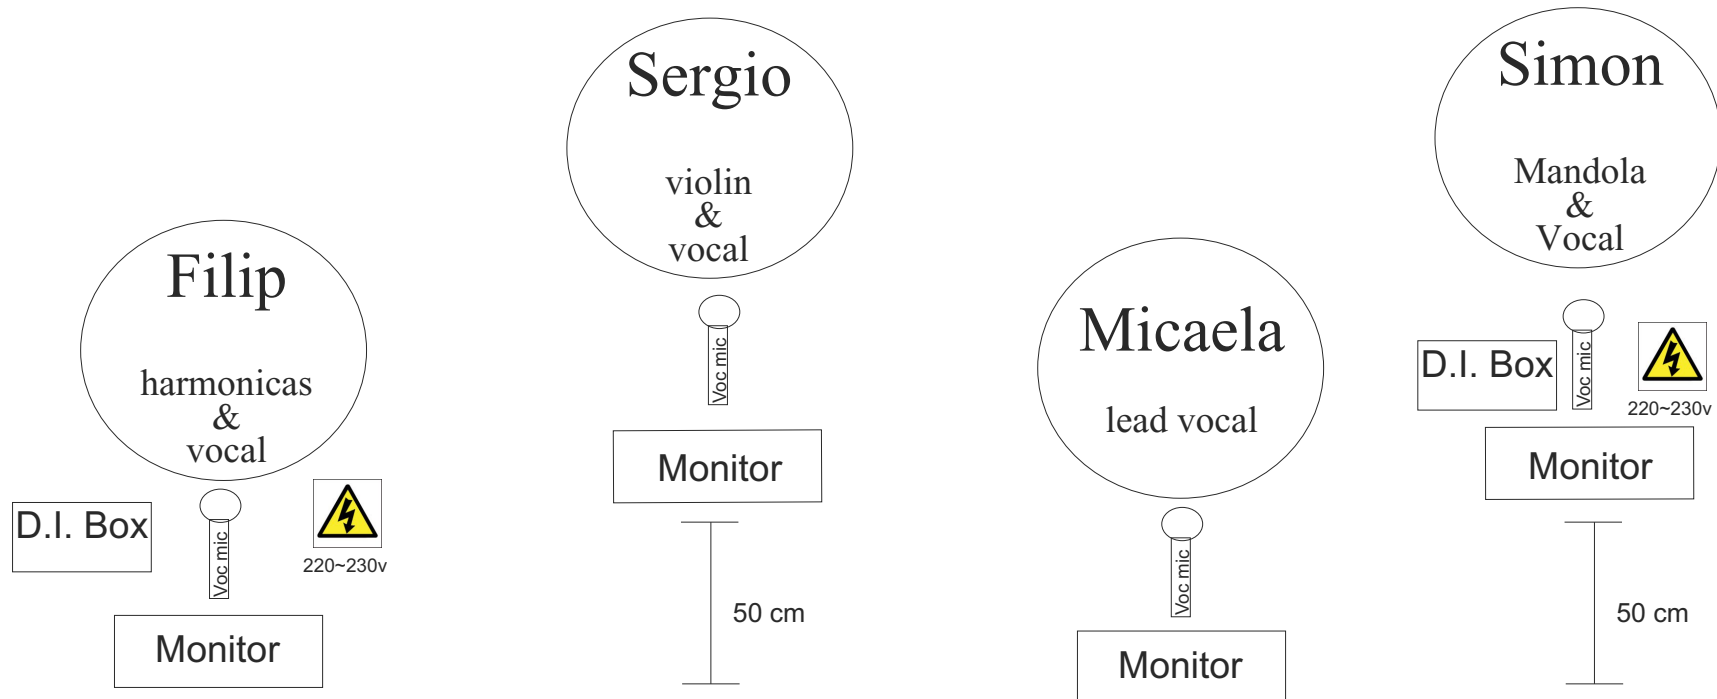 Sergio
violin
&
vocal
Voc mic
Monitor
50 cm
Simon
Mandola
&
Vocal
D.I. Box
Voc mic
220~230v
Monitor
50 cm
Filip
harmonicas
&
vocal
D.I. Box
Voc mic
220~230v
Monitor
Micaela
lead vocal
Voc mic
Monitor